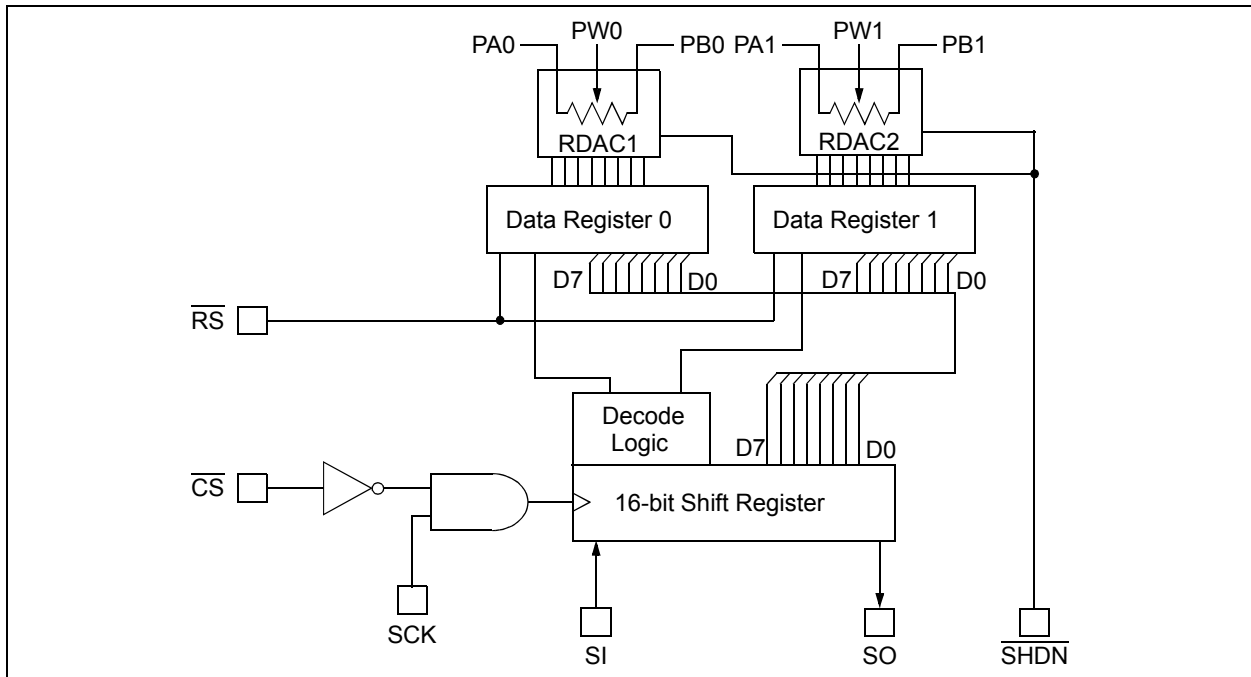 PA0 PW0 PB0 PA1 PW1 PB1
RDAC1 RDAC2
Data Register 0 Data Register 1
D7 D0 D7 D0
RS
Decode
Logic
D7 D0
CS
16-bit Shift Register
SCK
SI SO SHDN